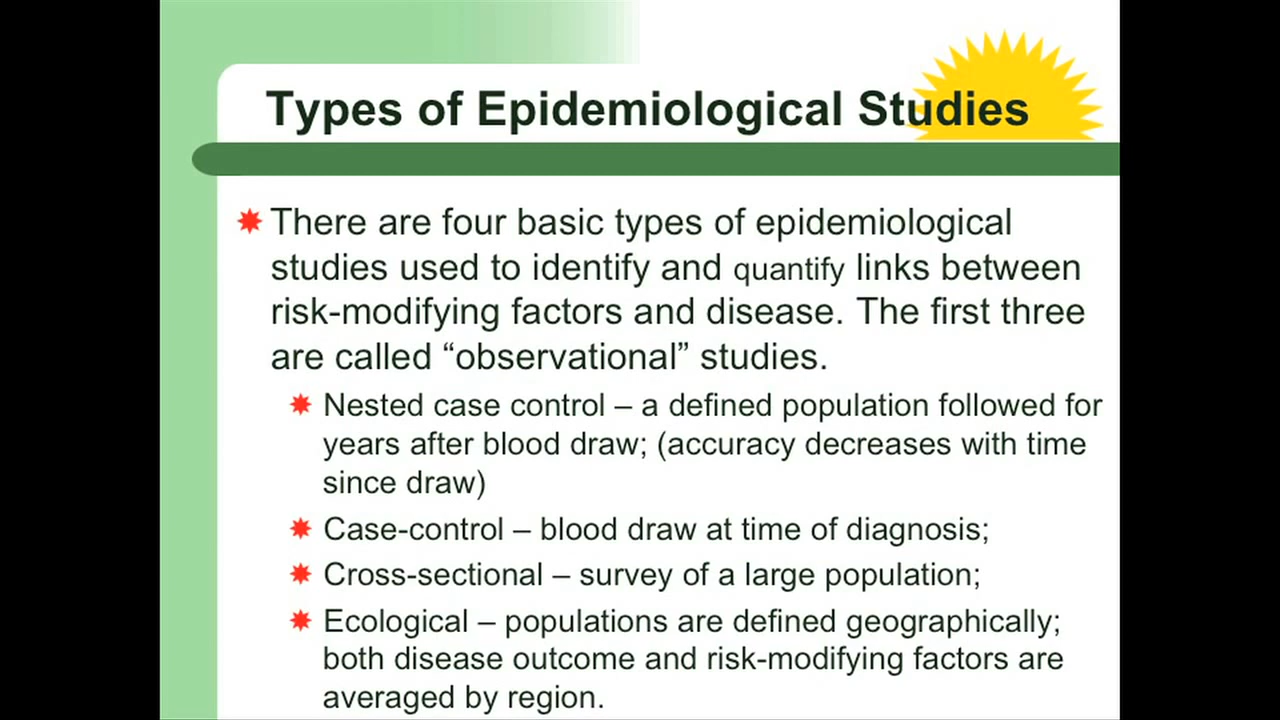 Types of Epidemiological Studies
There are four basic types of epidemiological
studies used to identify and quantify links between
risk-modifying factors and disease. The first three
are called “observational” studies.
Nested case control – a defined population followed for
years after blood draw; (accuracy decreases with time
since draw)
Case-control – blood draw at time of diagnosis;
Cross-sectional – survey of a large population;
Ecological – populations are defined geographically;
both disease outcome and risk-modifying factors are
averaged by region.